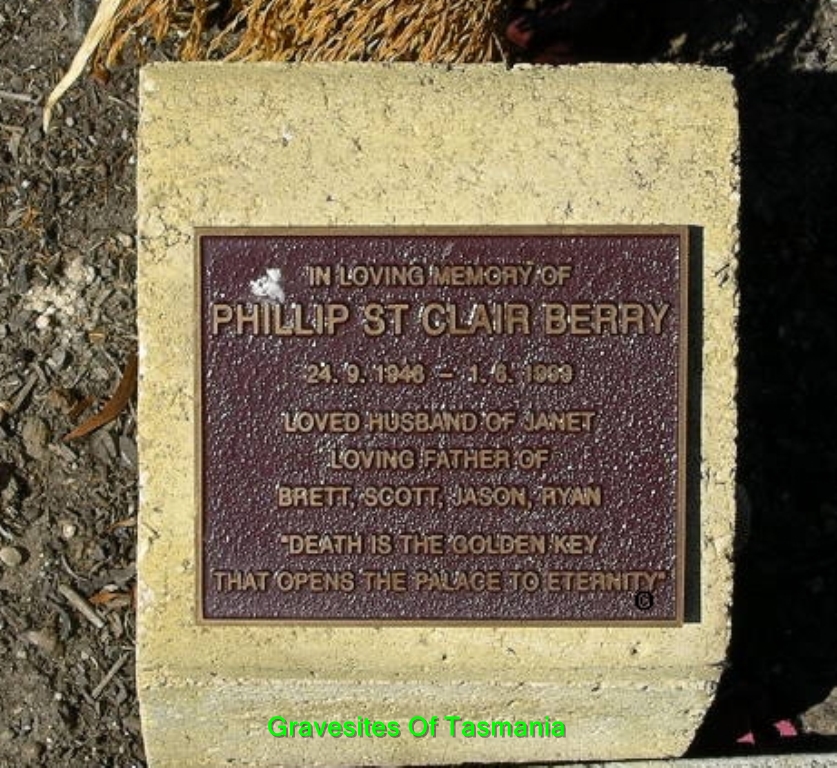 IN LOVING MEMORY OF
PHILLIP ST CLAIR BERRY
24. 9. 1946 – 1. 6. 1999
LOVED HUSBAND OF JANET
LOVING FATHER OF
BRETT, SCOTT, JASON, RYAN
"DEATH IS THE GOLDEN KEY
THAT OPENS THE PALACE TO ETERNITY"
©
Gravesites Of Tasmania